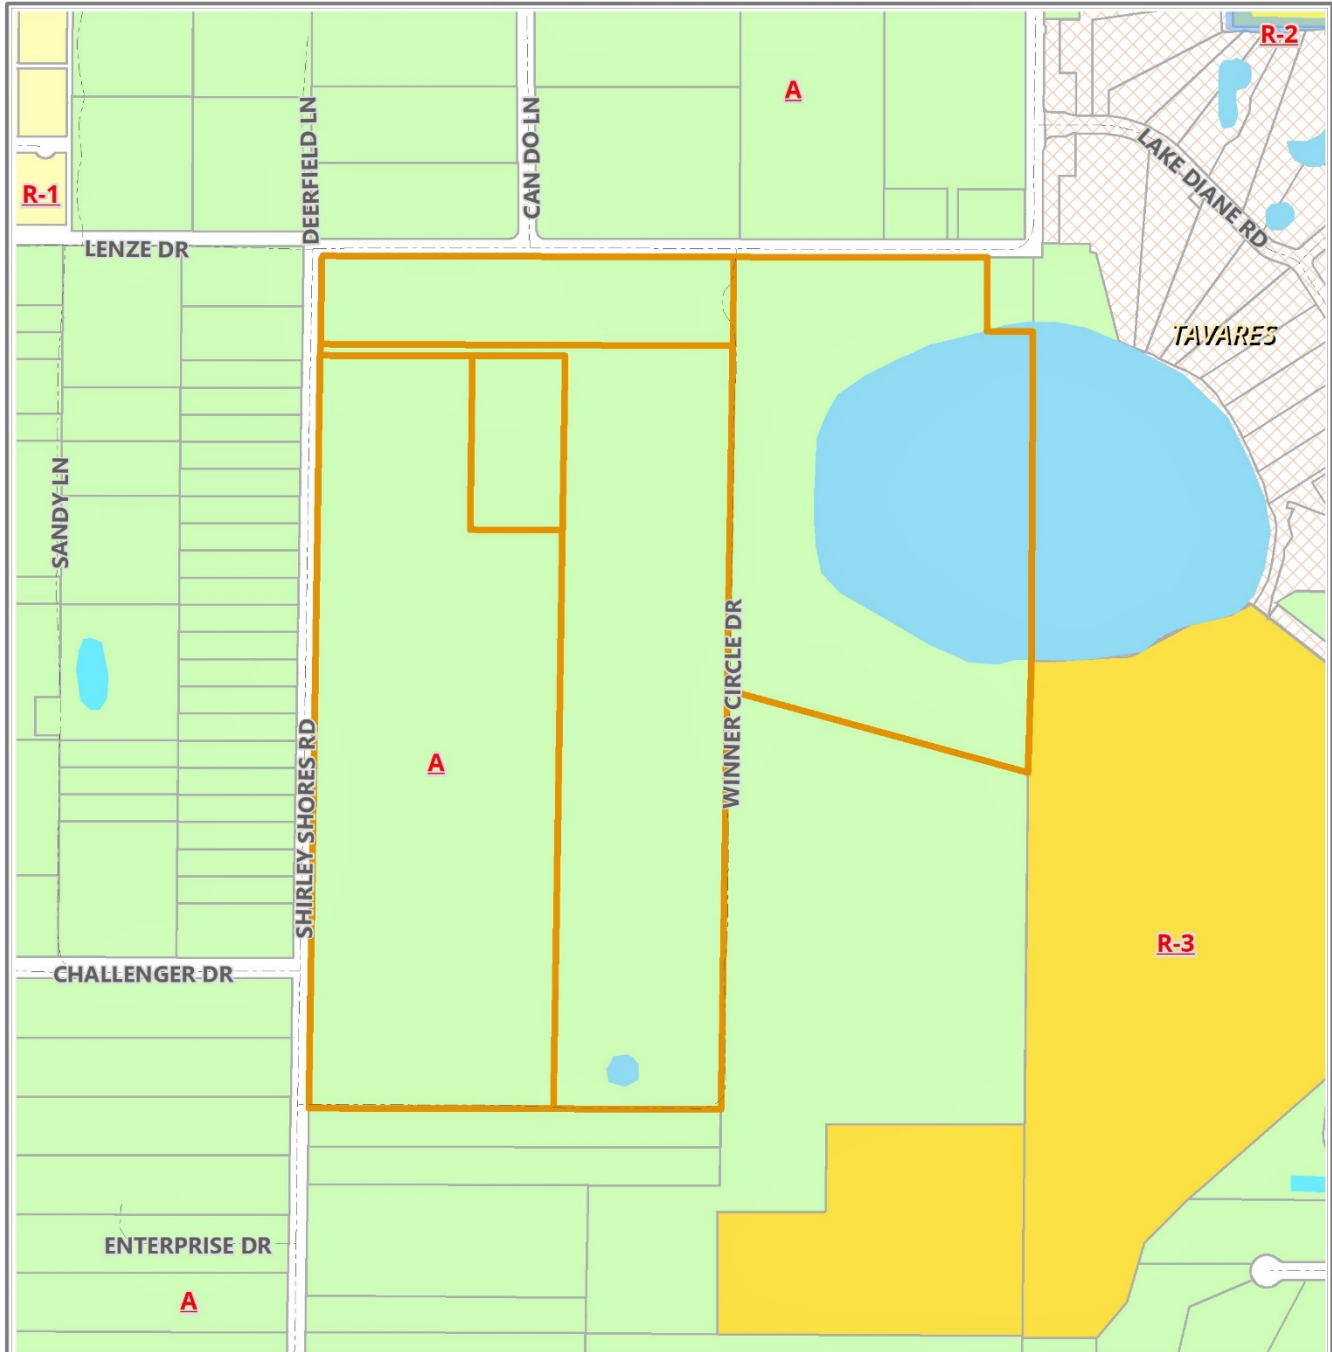 R-2
A
DEERFIELD LN
CAN DO LN
LAKE DIANE RD
R-1
LENZE DR
TAVARES
SANDY LN
WINNER CIRCLE DR
SHIRLEY SHORES RD
A
R-3
CHALLENGER DR
ENTERPRISE DR
A